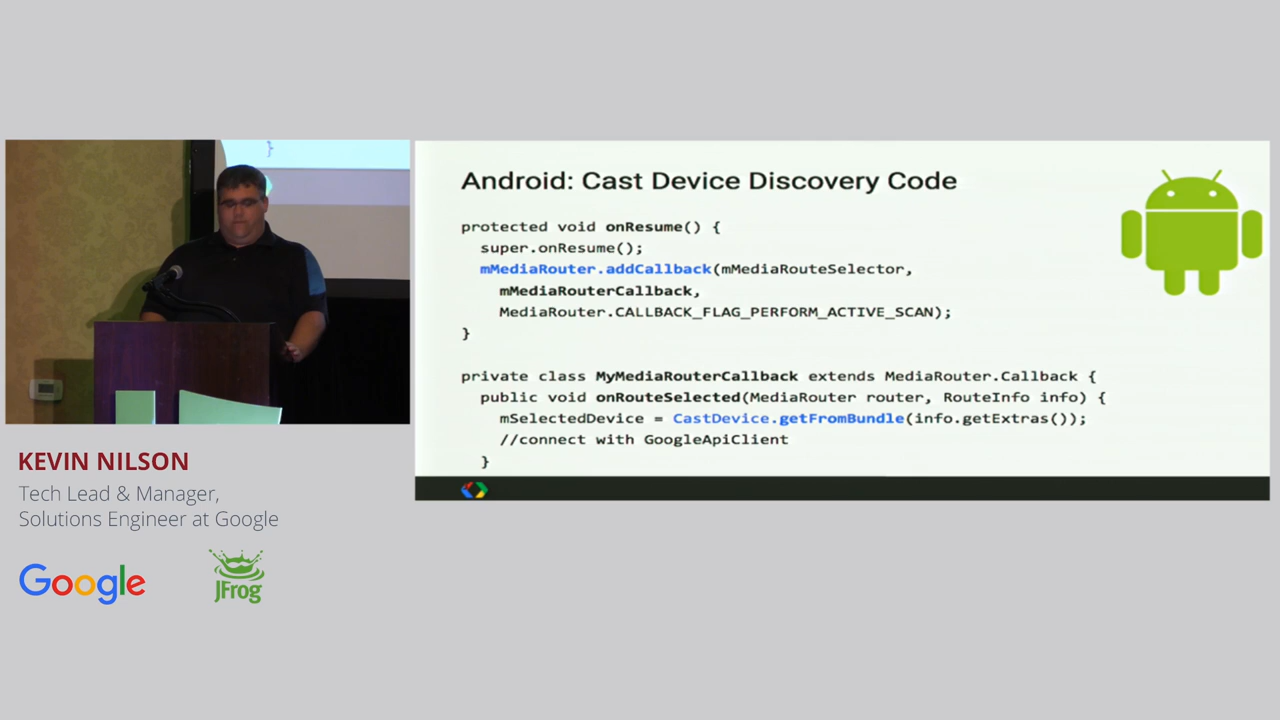 Android: Cast Device Discovery Code
protected void onResume() {
super.onResume();
mMediaRouter.addCallback(mMediaRouteSelector,
mMediaRouterCallback,
MediaRouter.CALLBACK_FLAG_PERFORM_ACTIVE_SCAN);
}
private class MyMediaRouterCallback extends MediaRouter.Callback {
public void onRouteSelected(MediaRouter router, RouteInfo info) {
mSelectedDevice = CastDevice.getFromBundle(info.getExtras());
//connect with GoogleApiClient
}
}
KEVIN NILSON
Tech Lead & Manager,
Solutions Engineer at Google
Google
JFrog